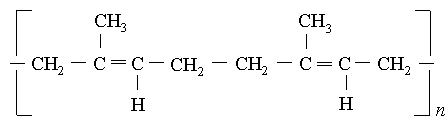 CH₃ CH₃
CH₂ — C = C — CH₂ — CH₂ — C = C — CH₂
H H
n